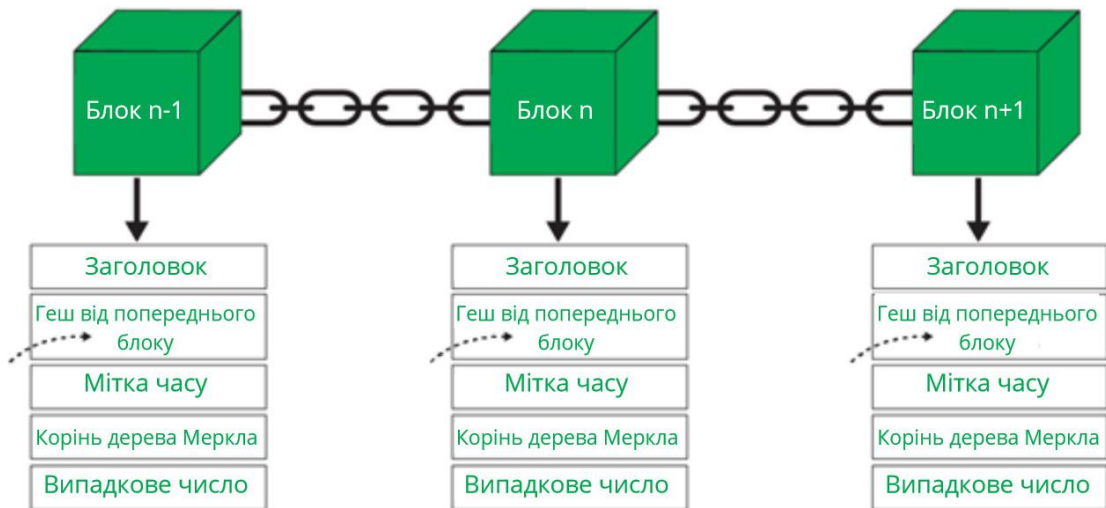 Блок n-1
Блок n
Блок n+1
Заголовок
Геш від попереднього
блоку
Мітка часу
Корінь дерева Меркла
Випадкове число
Заголовок
Геш від попереднього
блоку
Мітка часу
Корінь дерева Меркла
Випадкове число
Заголовок
Геш від попереднього
блоку
Мітка часу
Корінь дерева Меркла
Випадкове число